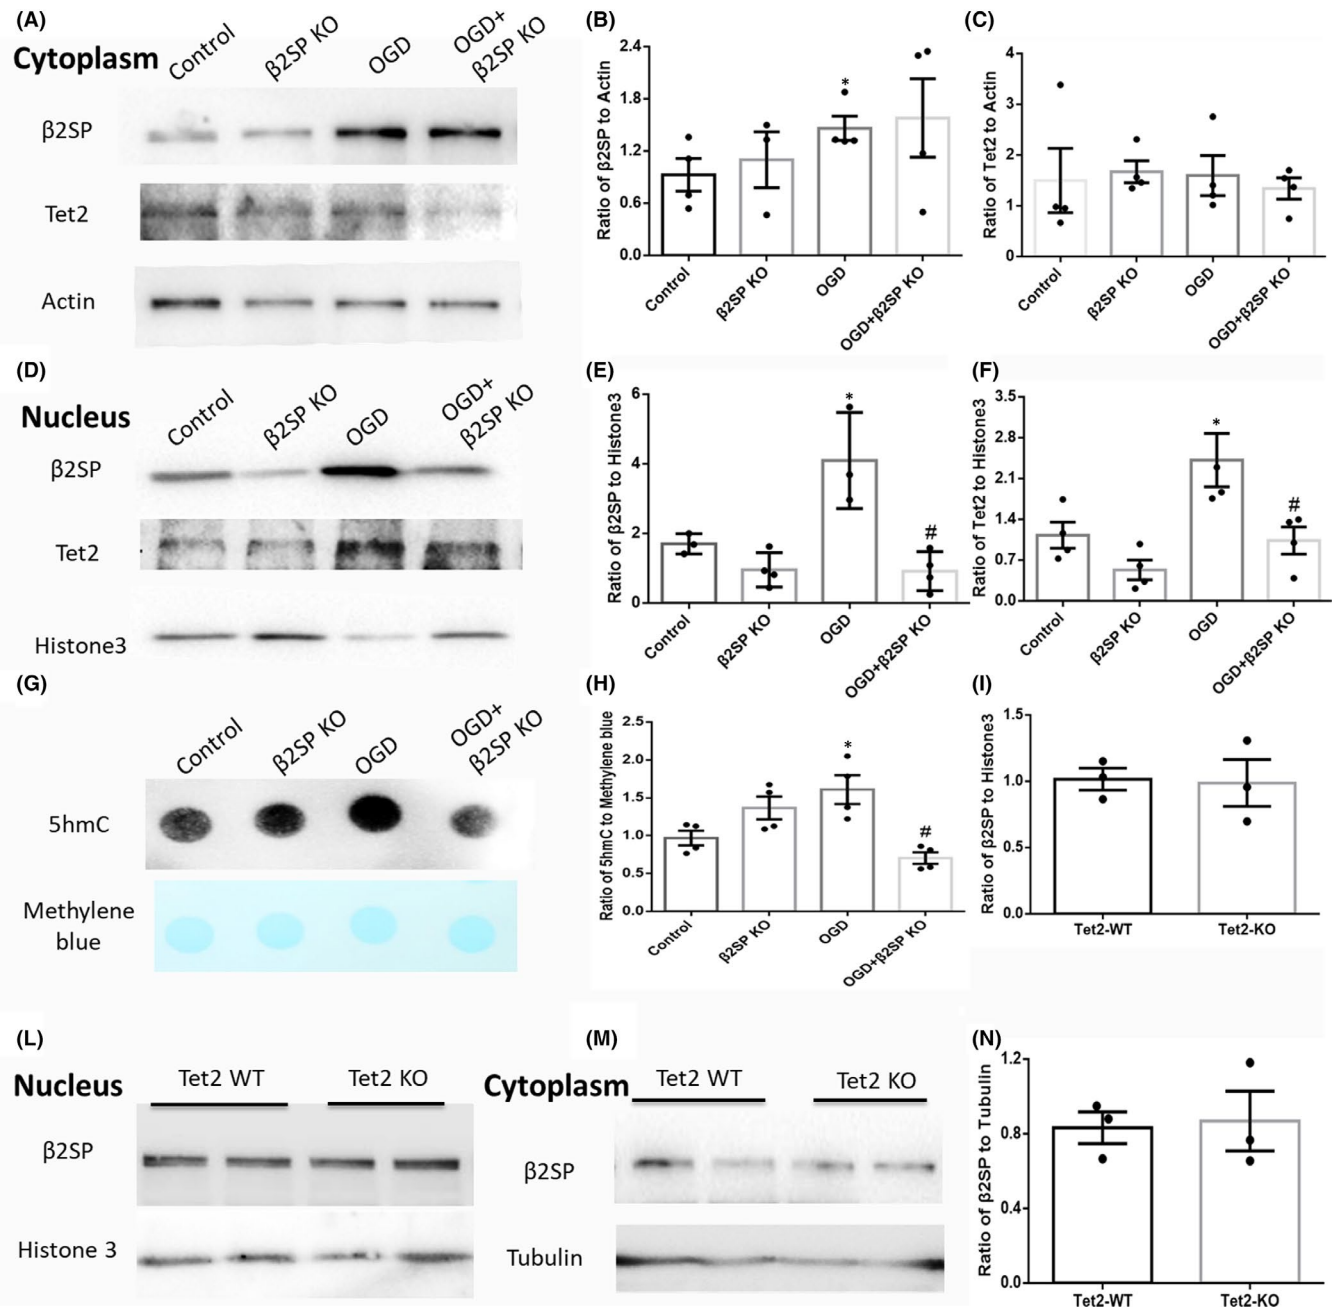 (A)
Cytoplasm
Control
β2SP KO
OGD
OGD+
β2SP KO
β2SP
Tet2
Actin
(B)
Ratio of β2SP to Actin
2.4
1.8
1.2
0.6
0.0
*
Control
β2SP KO
OGD
OGD+β2SP KO
(C)
Ratio of Tet2 to Actin
4
3
2
1
0
Control
β2SP KO
OGD
OGD+β2SP KO
(D)
Nucleus
Control
β2SP KO
OGD
OGD+
β2SP KO
β2SP
Tet2
Histone3
(E)
Ratio of β2SP to Histone3
6
4
2
0
*
#
Control
β2SP KO
OGD
OGD+β2SP KO
(F)
Ratio of Tet2 to Histone3
3.5
2.8
2.1
1.4
0.7
0.0
*
#
Control
β2SP KO
OGD
OGD+β2SP KO
(G)
Control
β2SP KO
OGD
OGD+
β2SP KO
5hmC
Methylene
blue
(H)
Ratio of 5hmC to Methylene blue
2.5
2.0
1.5
1.0
0.5
0.0
*
#
Control
β2SP KO
OGD
OGD+β2SP KO
(I)
Ratio of β2SP to Histone3
1.5
1.0
0.5
0.0
Tet2-WT
Tet2-KO
(L)
Nucleus
Tet2 WT
Tet2 KO
β2SP
Histone 3
(M)
Cytoplasm
Tet2 WT
Tet2 KO
β2SP
Tubulin
(N)
Ratio of β2SP to Tubulin
1.2
0.8
0.4
0.0
Tet2-WT
Tet2-KO